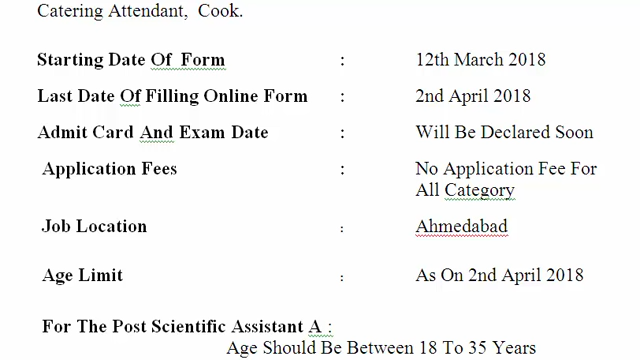 Catering Attendant, Cook.
Starting Date Of Form : 12th March 2018
Last Date Of Filling Online Form : 2nd April 2018
Admit Card And Exam Date : Will Be Declared Soon
Application Fees : No Application Fee For
All Category
Job Location : Ahmedabad
Age Limit : As On 2nd April 2018
For The Post Scientific Assistant A :
Age Should Be Between 18 To 35 Years